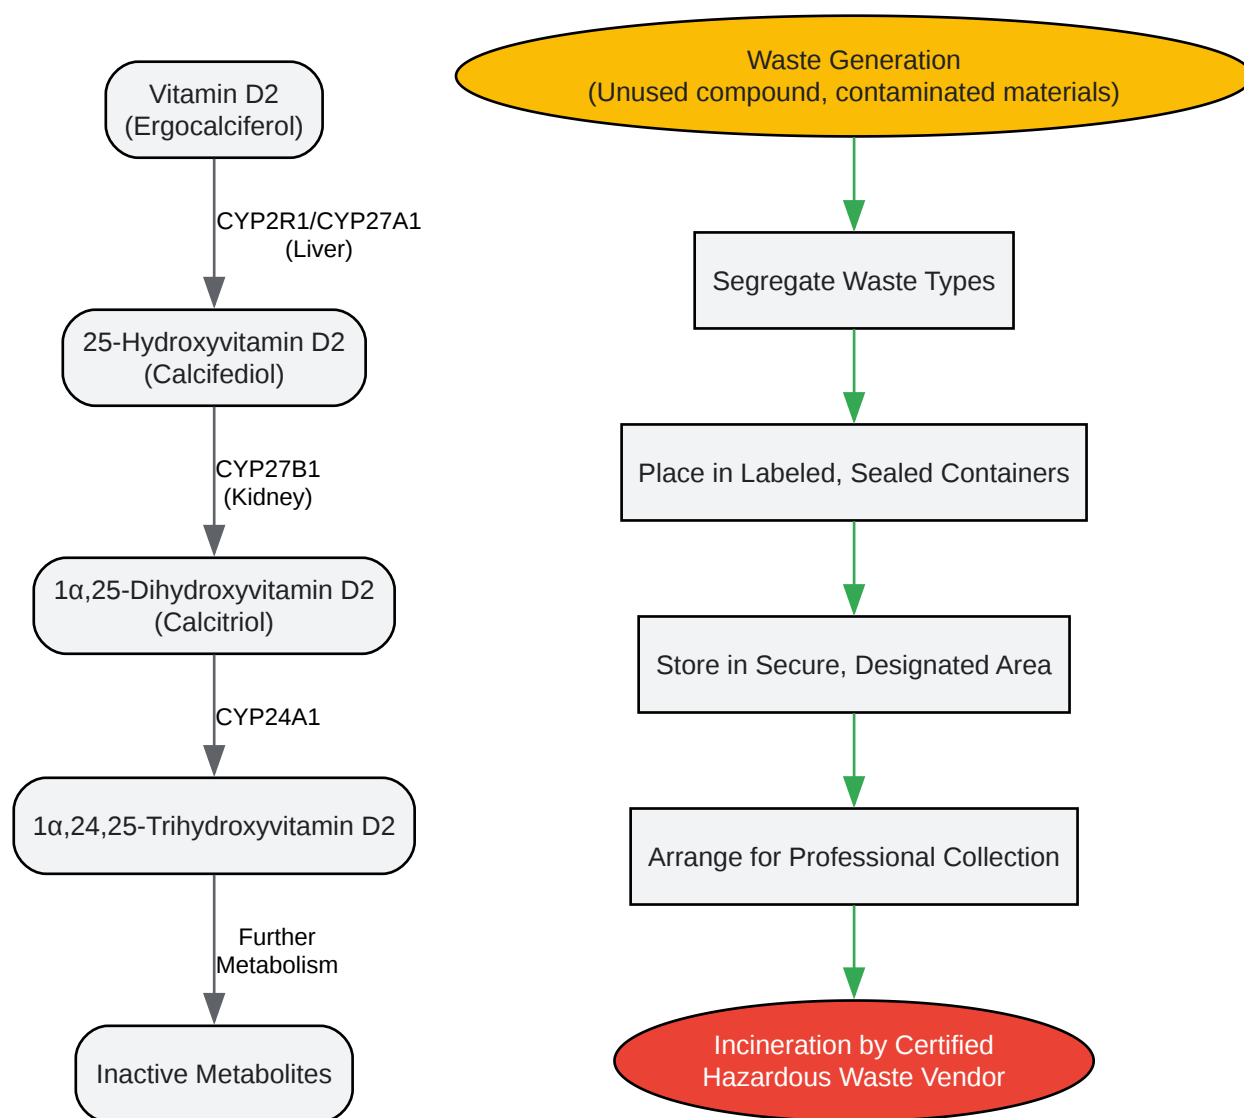 Vitamin D2
(Ergocalciferol)
CYP2R1/CYP27A1
(Liver)
25-Hydroxyvitamin D2
(Calcifediol)
CYP27B1
(Kidney)
1α,25-Dihydroxyvitamin D2
(Calcitriol)
CYP24A1
1α,24,25-Trihydroxyvitamin D2
Further
Metabolism
Inactive Metabolites
Waste Generation
(Unused compound, contaminated materials)
Segregate Waste Types
Place in Labeled, Sealed Containers
Store in Secure, Designated Area
Arrange for Professional Collection
Incineration by Certified
Hazardous Waste Vendor